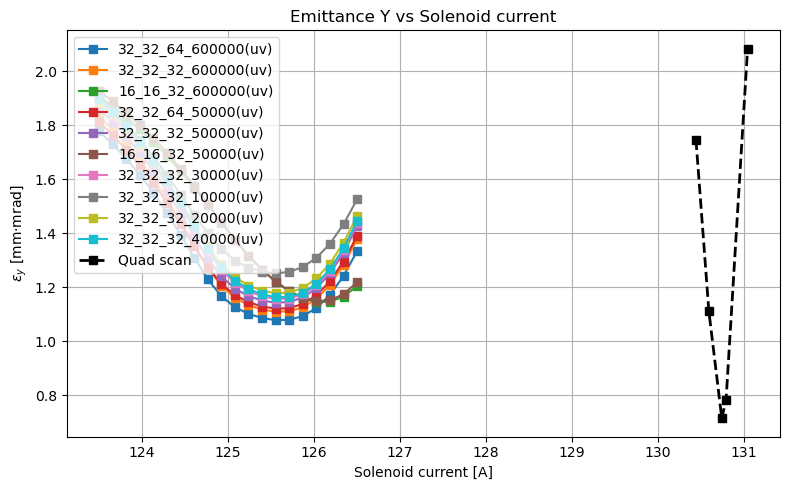 Emittance Y vs Solenoid current
32_32_64_600000(uv)
32_32_32_600000(uv)
16_16_32_600000(uv)
32_32_64_50000(uv)
32_32_32_50000(uv)
16_16_32_50000(uv)
32_32_32_30000(uv)
32_32_32_10000(uv)
32_32_32_20000(uv)
32_32_32_40000(uv)
Quad scan
2.0
1.8
1.6
1.4
1.2
1.0
0.8
εy [mm·mrad]
124 125 126 127 128 129 130 131
Solenoid current [A]